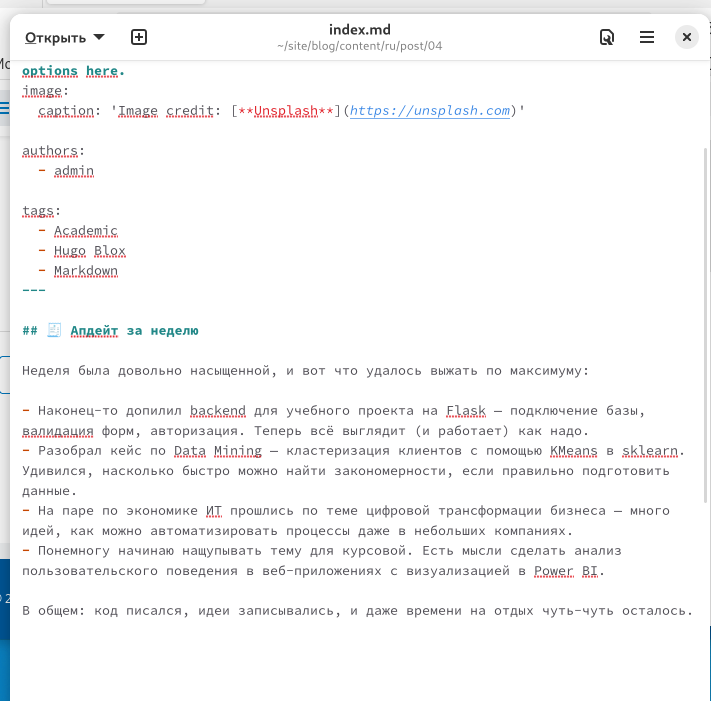 Открыть
index.md
~/site/blog/content/ru/post/04
options here.
image:
caption: 'Image credit: [**Unsplash**](https://unsplash.com)'
authors:
- admin
tags:
- Academic
- Hugo Blox
- Markdown
---
## 🧾 Апдейт за неделю
Неделя была довольно насыщенной, и вот что удалось выжать по максимуму:
- Наконец-то допилил backend для учебного проекта на Flask — подключение базы,
валидация форм, авторизация. Теперь всё выглядит (и работает) как надо.
- Разобрал кейс по Data Mining — кластеризация клиентов с помощью KMeans в sklearn.
Удивился, насколько быстро можно найти закономерности, если правильно подготовить
данные.
- На паре по экономике ИТ прошлись по теме цифровой трансформации бизнеса — много
идей, как можно автоматизировать процессы даже в небольших компаниях.
- Понемногу начинаю нащупывать тему для курсовой. Есть мысли сделать анализ
пользовательского поведения в веб-приложениях с визуализацией в Power BI.
В общем: код писался, идеи записывались, и даже времени на отдых чуть-чуть осталось.